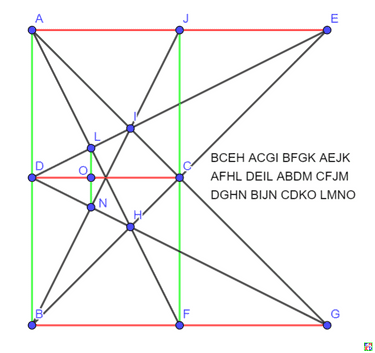 A
J
E
I
L
BCEH ACGI BFGK AEJK
D
O
C
AFHL DEIL ABDM CFJM
DGHN BIJN CDKO LMNO
N
H
B
F
G